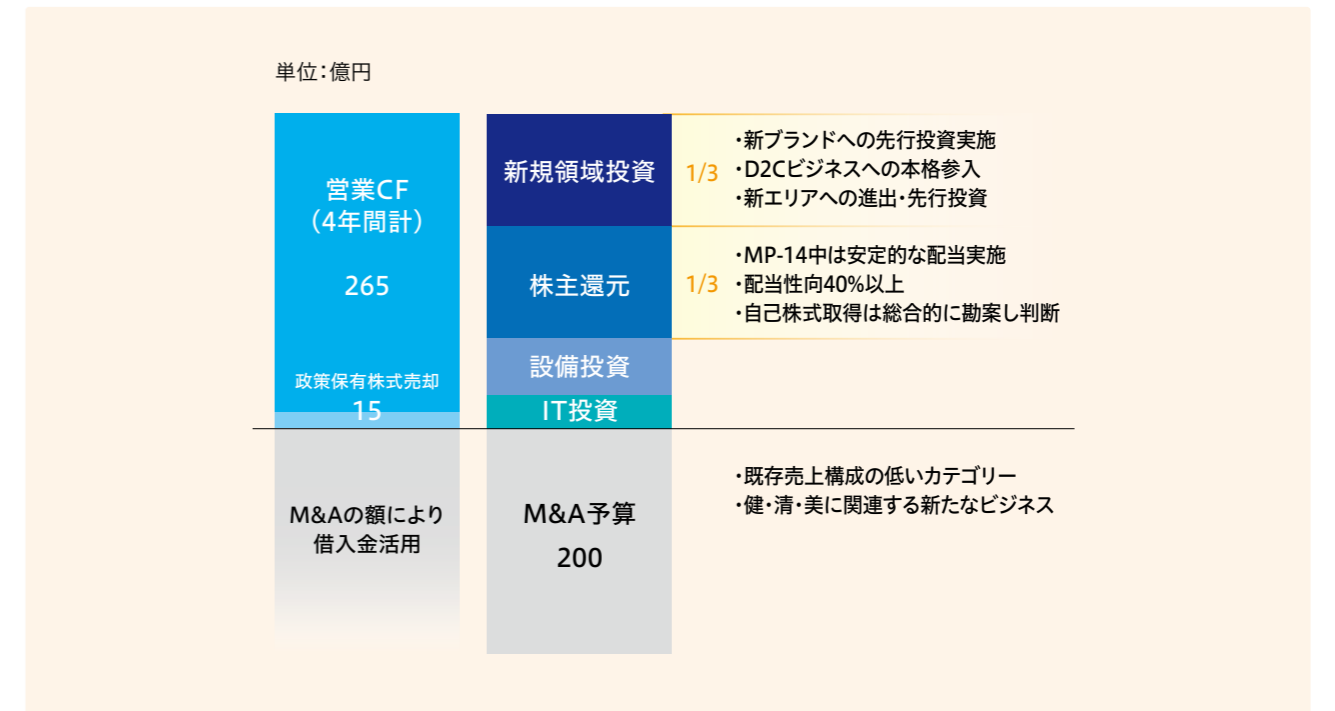 単位：億円
営業CF
（4年間計）
265
政策保有株式売却
15
M&Aの額により
借入金活用
新規領域投資
1/3
・新ブランドへの先行投資実施
・D2Cビジネスへの本格参入
・新エリアへの進出・先行投資
株主還元
1/3
・MP-14中は安定的な配当実施
・配当性向40%以上
・自己株式取得は総合的に勘案し判断
設備投資
IT投資
M&A予算
200
・既存売上構成の低いカテゴリー
・健・清・美に関連する新たなビジネス